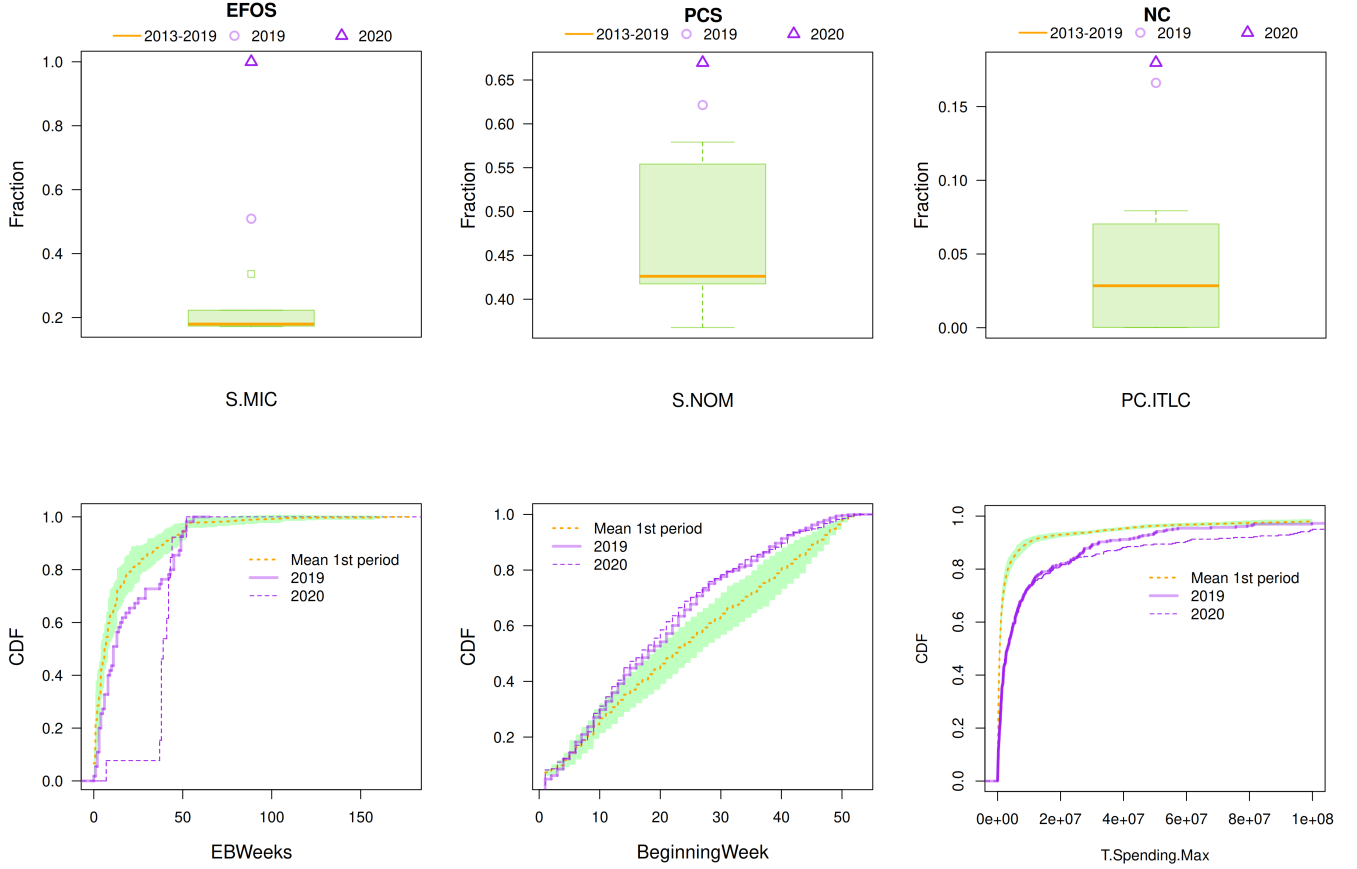 EFOS
2013-2019 2019 2020
1.0
0.8
0.6
0.4
0.2
Fraction
S.MIC
PCS
2013-2019 2019 2020
0.65
0.60
0.55
0.50
0.45
0.40
Fraction
S.NOM
NC
2013-2019 2019 2020
0.15
0.10
0.05
0.00
Fraction
PC.ITLC
1.0
0.8
0.6
0.4
0.2
0.0
CDF
Mean 1st period
2019
2020
0 50 100 150
EBWeeks
1.0
0.8
0.6
0.4
0.2
CDF
Mean 1st period
2019
2020
0 10 20 30 40 50
BeginningWeek
1.0
0.8
0.6
0.4
0.2
0.0
CDF
Mean 1st period
2019
2020
0e+00 2e+07 4e+07 6e+07 8e+07 1e+08
T.Spending.Max